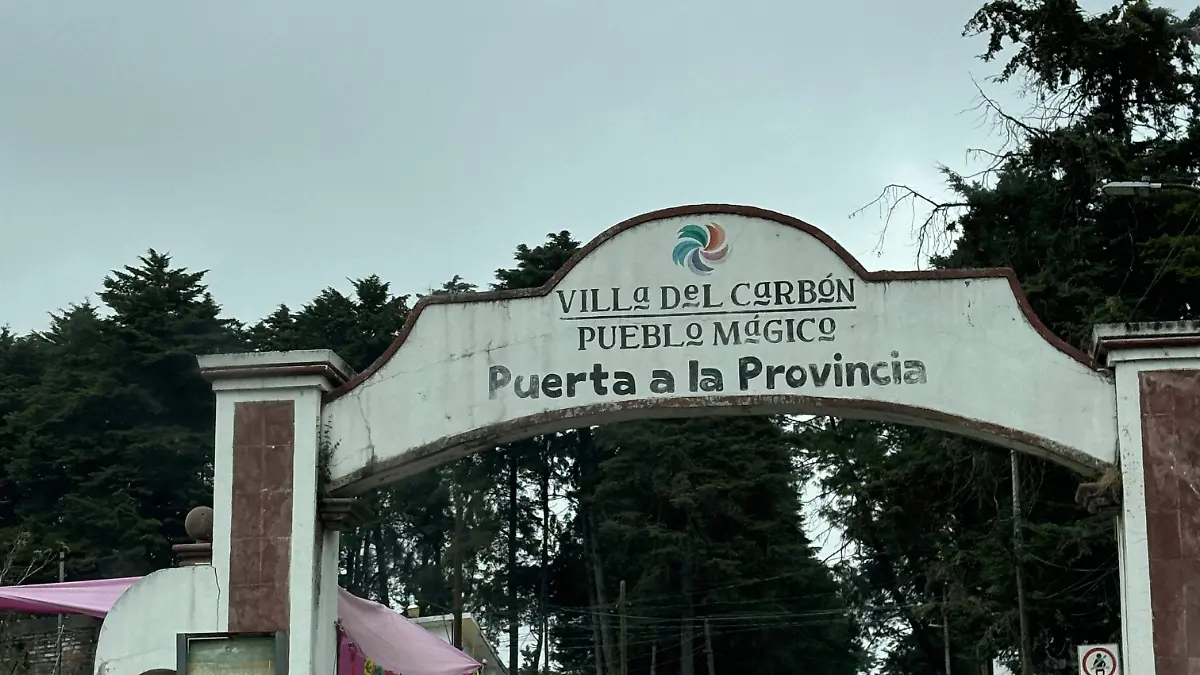 VILLa DeL CaRBÓN
PUEBLo MáGICo
Puerta a la Provincia